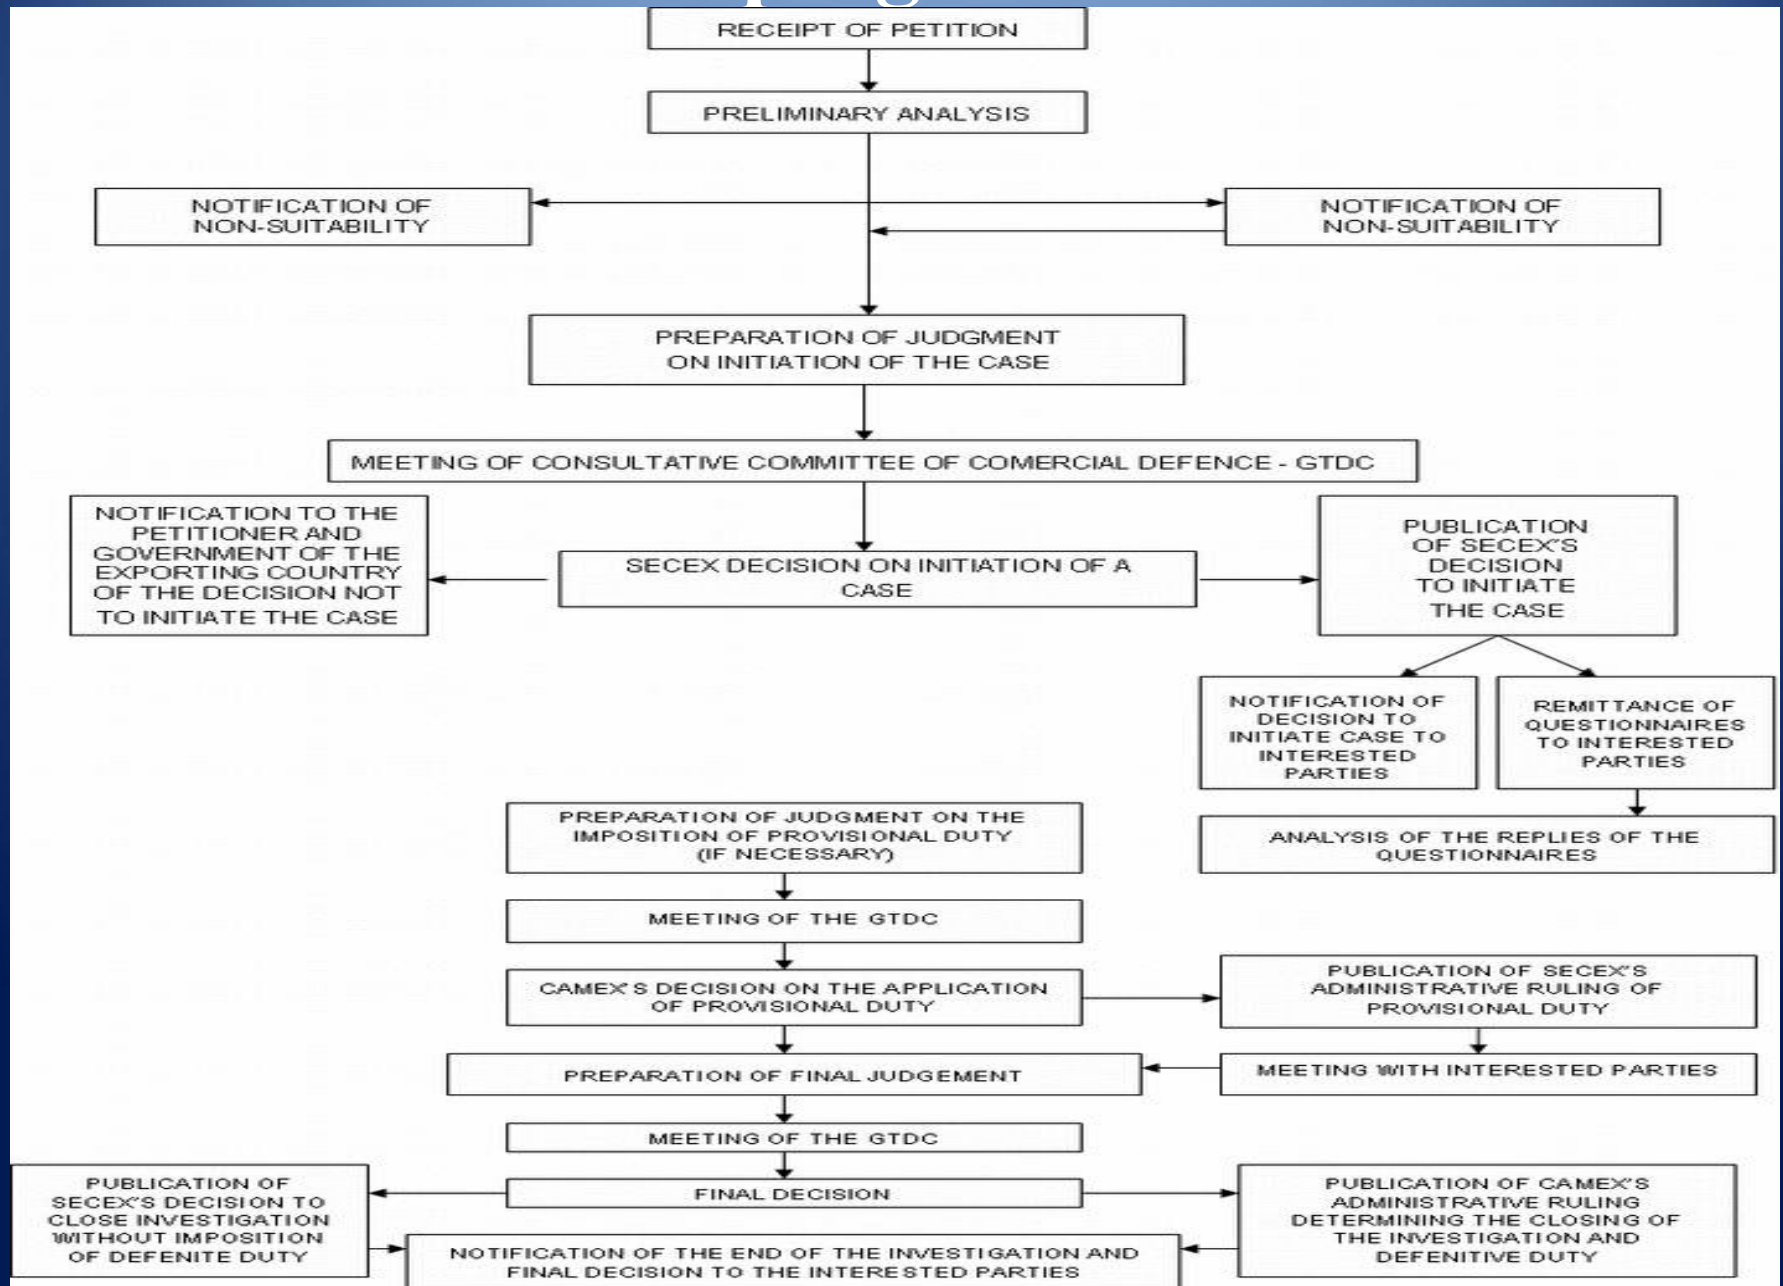 RECEIPT OF PETITION
PRELIMINARY ANALYSIS
NOTIFICATION OF
NON-SUITABILITY
NOTIFICATION OF
NON-SUITABILITY
PREPARATION OF JUDGMENT
ON INITIATION OF THE CASE
MEETING OF CONSULTATIVE COMMITTEE OF COMERCIAL DEFENCE - GTDC
NOTIFICATION TO THE
PETITIONER AND
GOVERNMENT OF THE
EXPORTING COUNTRY
OF THE DECISION NOT
TO INITIATE THE CASE
SECEX DECISION ON INITIATION OF A
CASE
PUBLICATION
OF SECEX'S
DECISION
TO INITIATE
THE CASE
NOTIFICATION OF
DECISION TO
INITIATE CASE TO
INTERESTED
PARTIES
REMITTANCE OF
QUESTIONNAIRES
TO INTERESTED
PARTIES
ANALYSIS OF THE REPLIES OF THE
QUESTIONNAIRES
PREPARATION OF JUDGMENT ON THE
IMPOSITION OF PROVISIONAL DUTY
(IF NECESSARY)
MEETING OF THE GTDC
CAMEX'S DECISION ON THE APPLICATION
OF PROVISIONAL DUTY
PUBLICATION OF SECEX'S
ADMINISTRATIVE RULING OF
PROVISIONAL DUTY
MEETING WITH INTERESTED PARTIES
PREPARATION OF FINAL JUDGEMENT
MEETING OF THE GTDC
FINAL DECISION
PUBLICATION OF
SECEX'S DECISION TO
CLOSE INVESTIGATION
WITHOUT IMPOSITION
OF DEFENITE DUTY
PUBLICATION OF CAMEX'S
ADMINISTRATIVE RULING
DETERMINING THE CLOSING OF
THE INVESTIGATION AND
DEFENITIVE DUTY
NOTIFICATION OF THE END OF THE INVESTIGATION AND
FINAL DECISION TO THE INTERESTED PARTIES